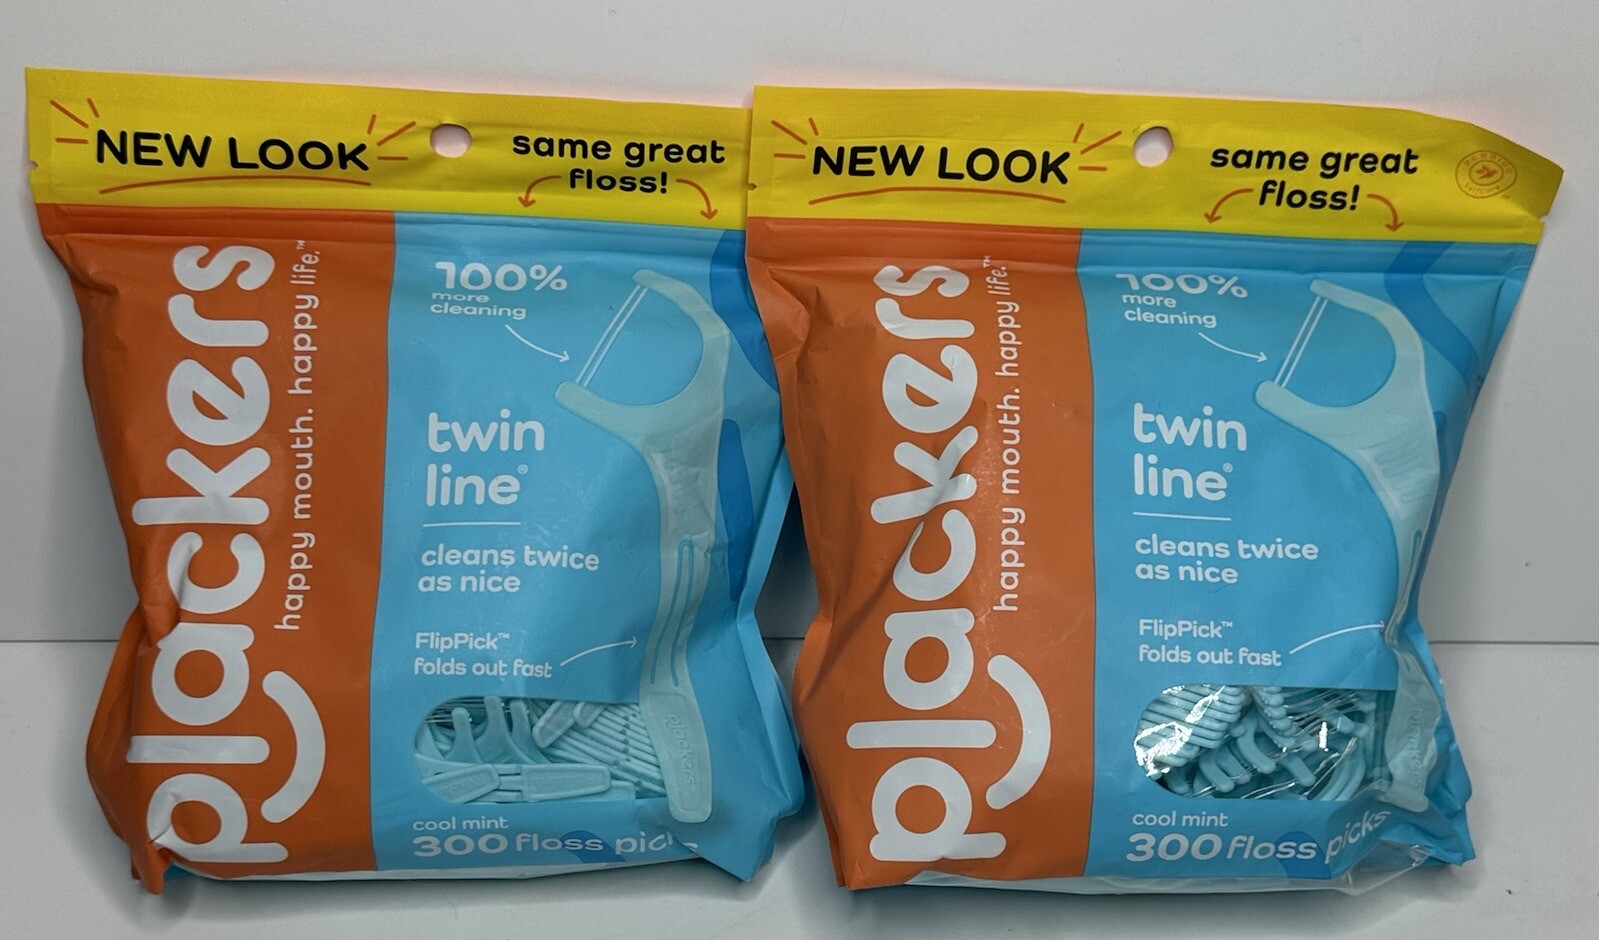 NEW LOOK
same great
floss!
plackers
happy mouth. happy life.™
100%
more
cleaning
twin
line®
cleans twice
as nice
FlipPick™
folds out fast
plackers
cool mint
300 floss picks
NEW LOOK
same great
floss!
plackers
happy mouth. happy life.™
100%
more
cleaning
twin
line®
cleans twice
as nice
FlipPick™
folds out fast
cool mint
300 floss picks